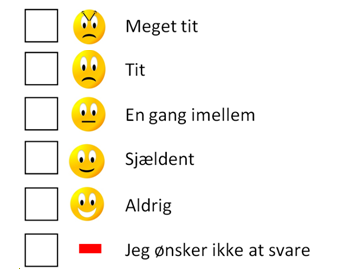 Meget tit
Tit
En gang imellem
Sjældent
Aldrig
Jeg ønsker ikke at svare